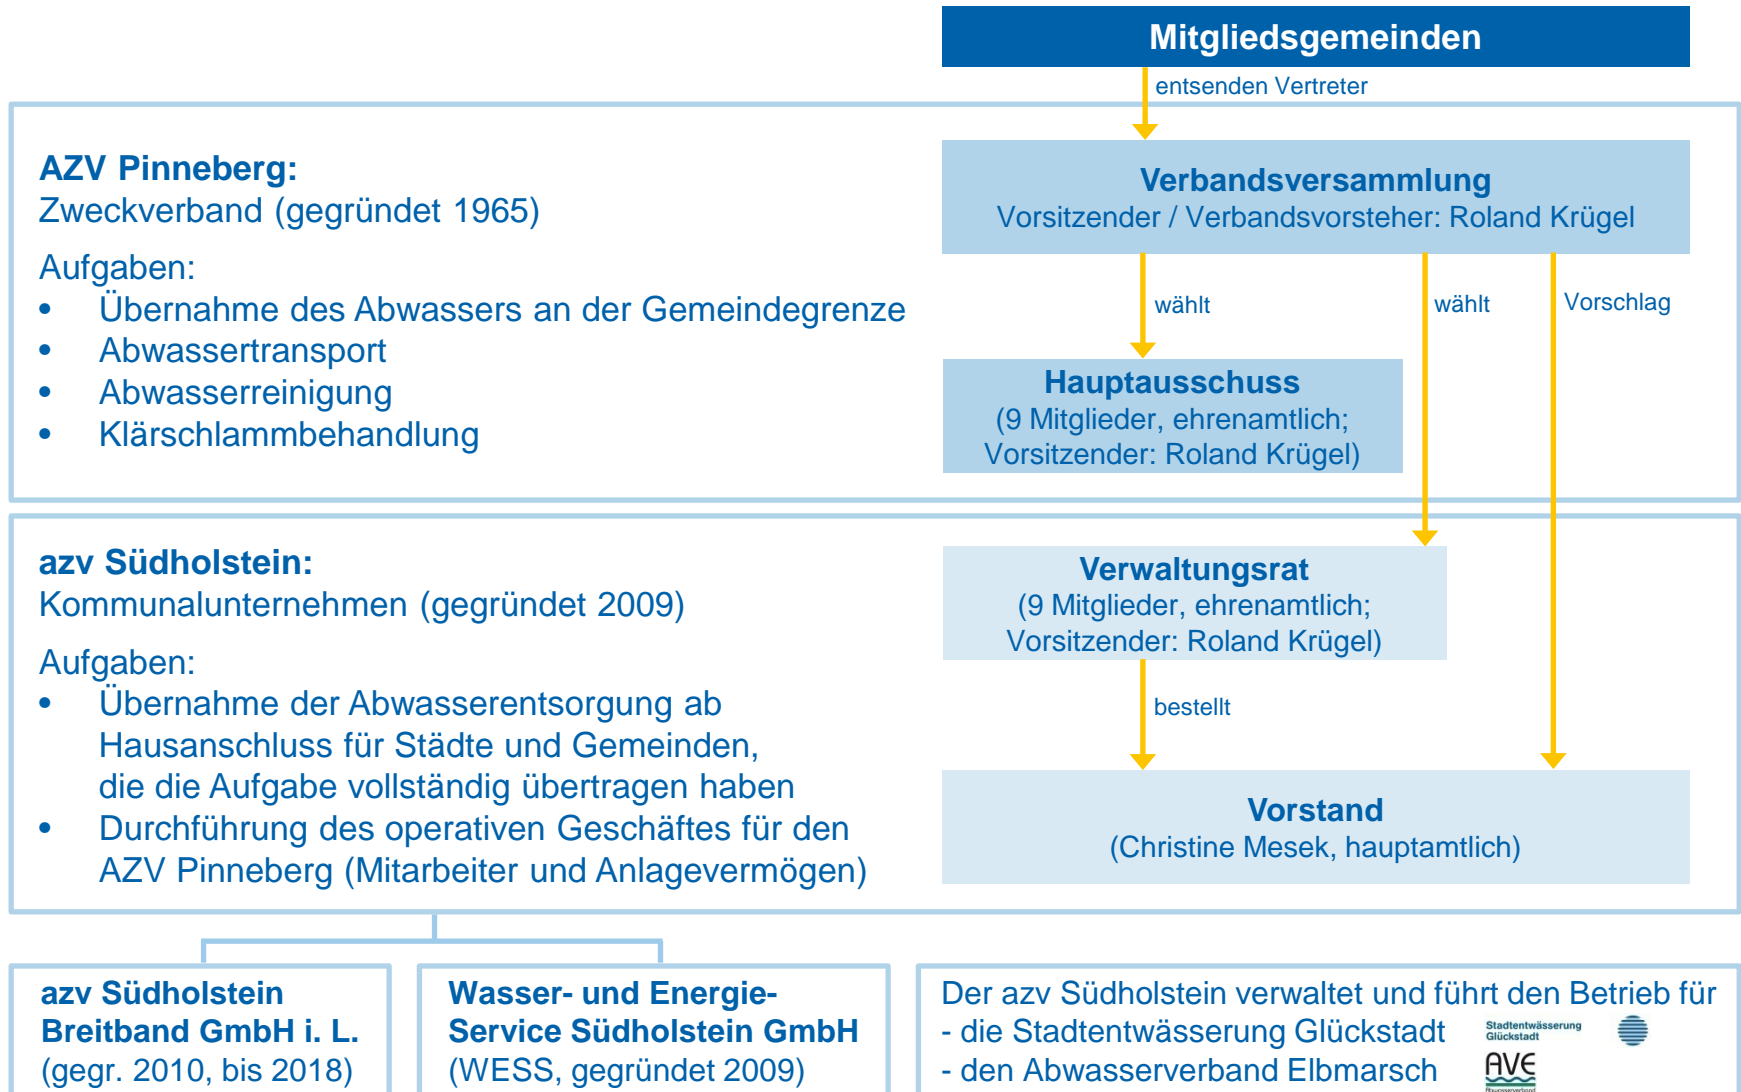 Mitgliedsgemeinden
entsenden Vertreter
AZV Pinneberg:
Zweckverband (gegründet 1965)
Aufgaben:
• Übernahme des Abwassers an der Gemeindegrenze
• Abwassertransport
• Abwasserreinigung
• Klärschlammbehandlung
Verbandsversammlung
Vorsitzender / Verbandsvorsteher: Roland Krügel
wählt
wählt
Vorschlag
Hauptausschuss
(9 Mitglieder, ehrenamtlich;
Vorsitzender: Roland Krügel)
azv Südholstein:
Kommunalunternehmen (gegründet 2009)
Aufgaben:
• Übernahme der Abwasserentsorgung ab
Hausanschluss für Städte und Gemeinden,
die die Aufgabe vollständig übertragen haben
• Durchführung des operativen Geschäftes für den
AZV Pinneberg (Mitarbeiter und Anlagevermögen)
Verwaltungsrat
(9 Mitglieder, ehrenamtlich;
Vorsitzender: Roland Krügel)
bestellt
Vorstand
(Christine Mesek, hauptamtlich)
azv Südholstein
Breitband GmbH i. L.
(gegr. 2010, bis 2018)
Wasser- und Energie-
Service Südholstein GmbH
(WESS, gegründet 2009)
Der azv Südholstein verwaltet und führt den Betrieb für
- die Stadtentwässerung Glückstadt
- den Abwasserverband Elbmarsch
Stadtentwässerung
Glückstadt
AVE
Abwasserverband